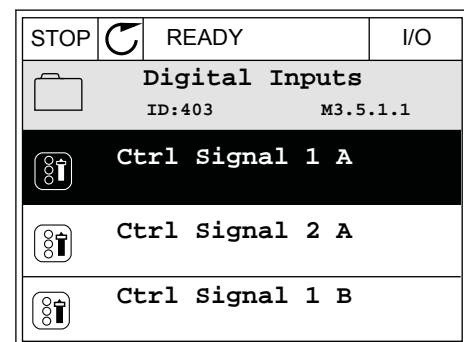 STOP READY I/O
Digital Inputs
ID:403 M3.5.1.1
Ctrl Signal 1 A
Ctrl Signal 2 A
Ctrl Signal 1 B